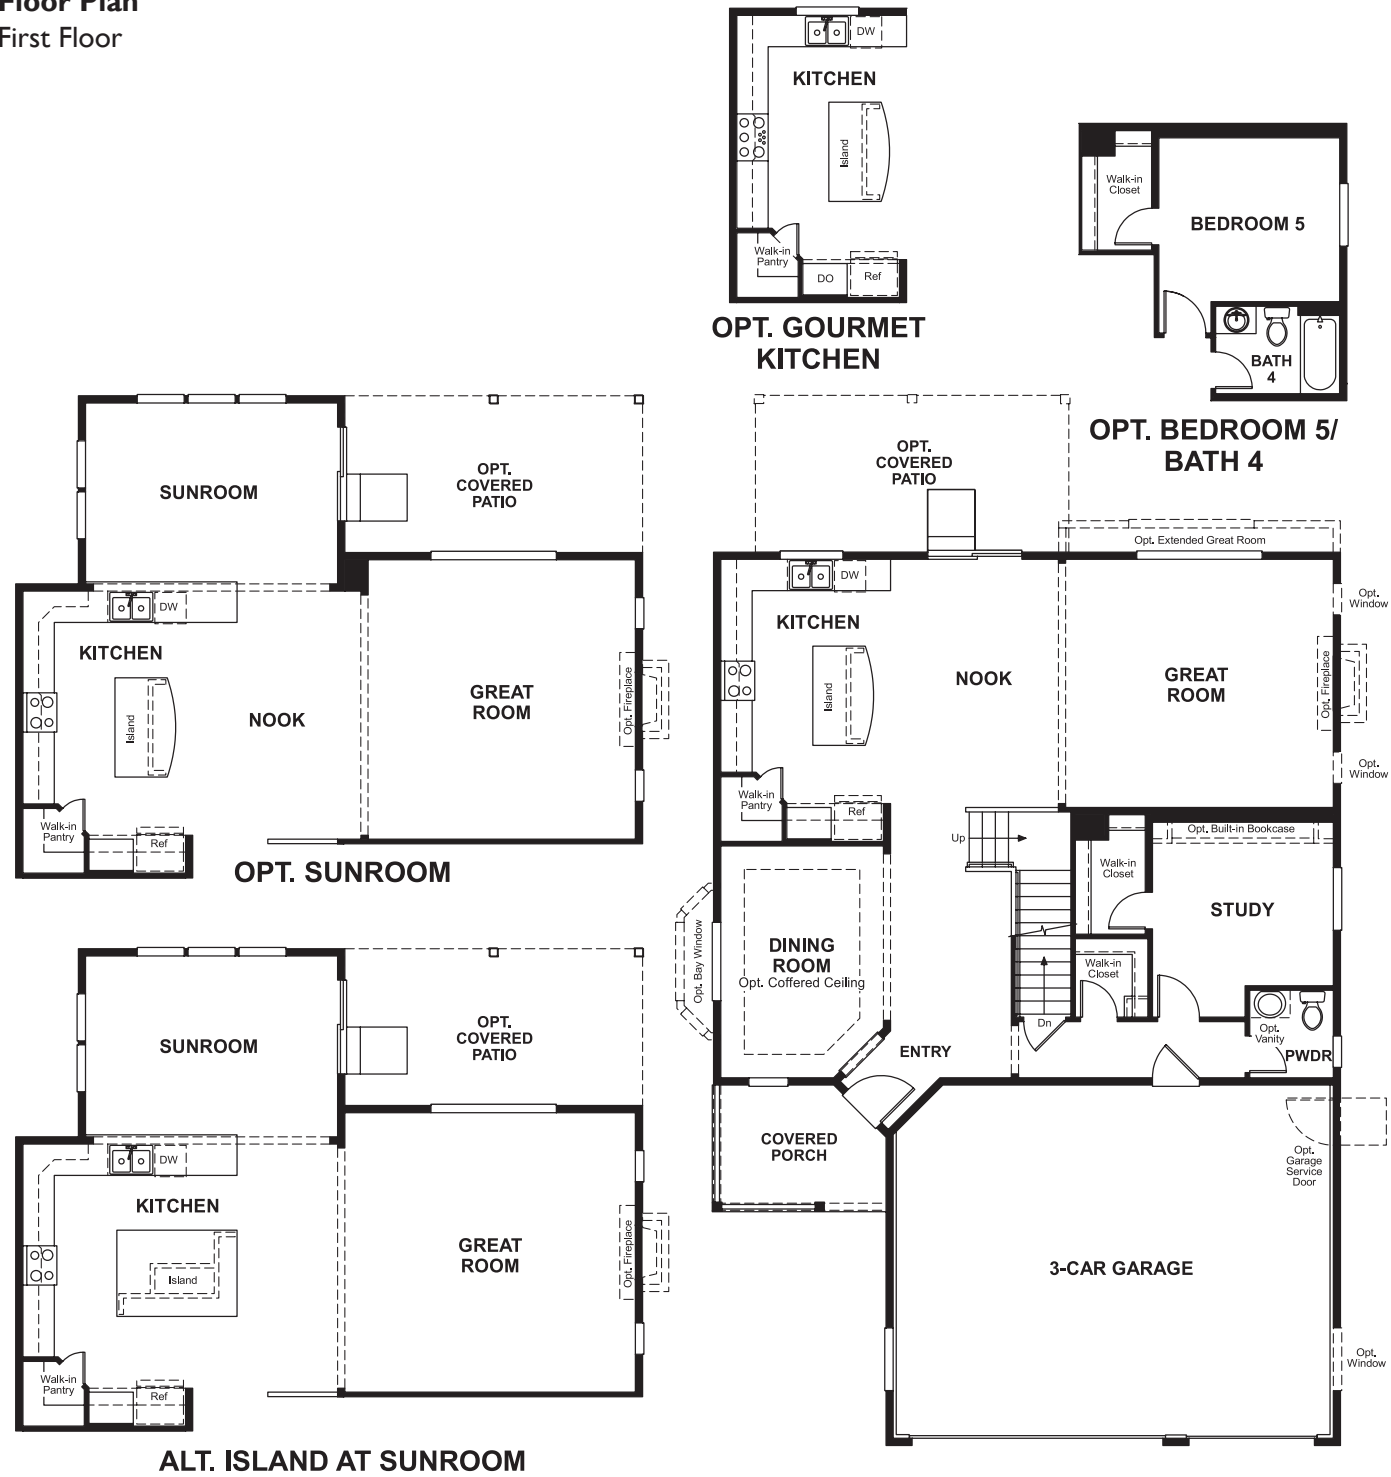 Floor Plan
First Floor
DW
KITCHEN
Island
Walk-in
Pantry
DO
Ref
OPT. GOURMET
KITCHEN
Walk-in
Closet
BEDROOM 5
BATH
4
OPT. BEDROOM 5/
BATH 4
SUNROOM
OPT.
COVERED
PATIO
DW
KITCHEN
Island
NOOK
GREAT
ROOM
Opt. Fireplace
Walk-in
Pantry
Ref
OPT. SUNROOM
SUNROOM
OPT.
COVERED
PATIO
DW
KITCHEN
Island
GREAT
ROOM
Opt. Fireplace
Walk-in
Pantry
Ref
ALT. ISLAND AT SUNROOM
OPT.
COVERED
PATIO
Opt. Extended Great Room
DW
KITCHEN
Island
NOOK
GREAT
ROOM
Opt.
Window
Opt. Fireplace
Opt.
Window
Walk-in
Pantry
Ref
Up
Opt. Built-in Bookcase
Walk-in
Closet
STUDY
Opt. Bay Window
DINING
ROOM
Opt. Coffered Ceiling
Walk-in
Closet
Dn
Opt.
Vanity
PWDR
ENTRY
COVERED
PORCH
Opt.
Garage
Service
Door
3-CAR GARAGE
Opt.
Window